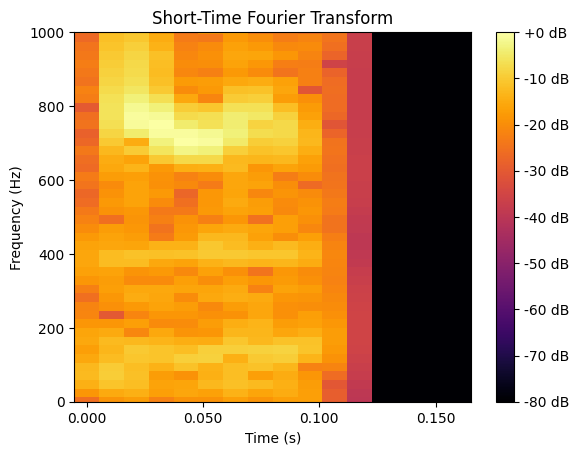 Short-Time Fourier Transform
1000
800
600
400
200
0
Frequency (Hz)
0.000
0.050
0.100
0.150
Time (s)
+0 dB
-10 dB
-20 dB
-30 dB
-40 dB
-50 dB
-60 dB
-70 dB
-80 dB